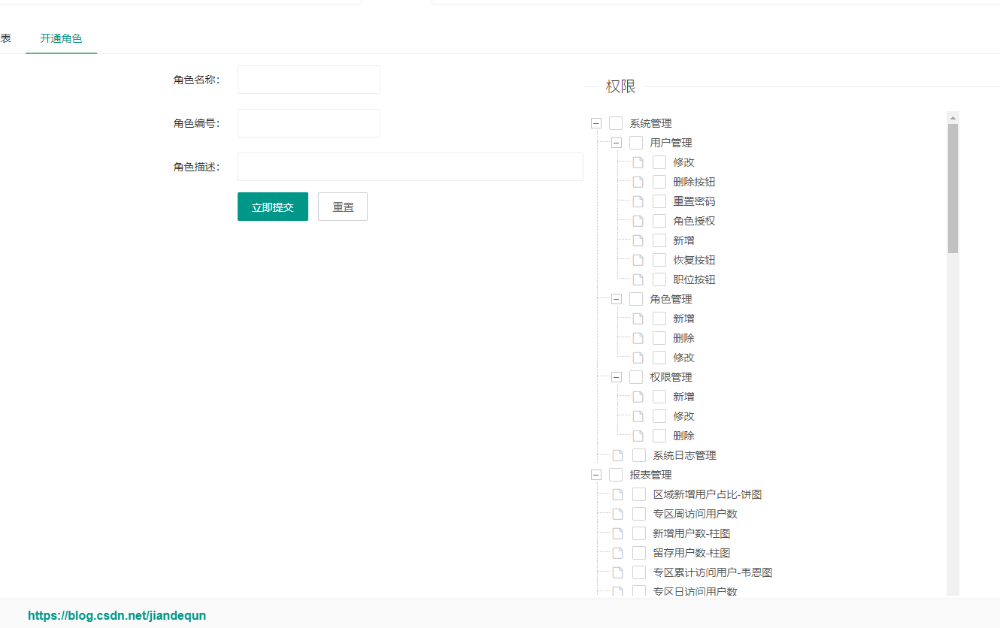 表
开通角色
角色名称：
角色编号：
角色描述：
立即提交
重置
权限
系统管理
用户管理
修改
删除按钮
重置密码
角色授权
新增
恢复按钮
职位按钮
角色管理
新增
删除
修改
权限管理
新增
修改
删除
系统日志管理
报表管理
区域新增用户占比-饼图
专区周访问用户数
新增用户数-柱图
留存用户数-柱图
专区累计访问用户-韦恩图
专区日访问用户数
https://blog.csdn.net/jiandequn